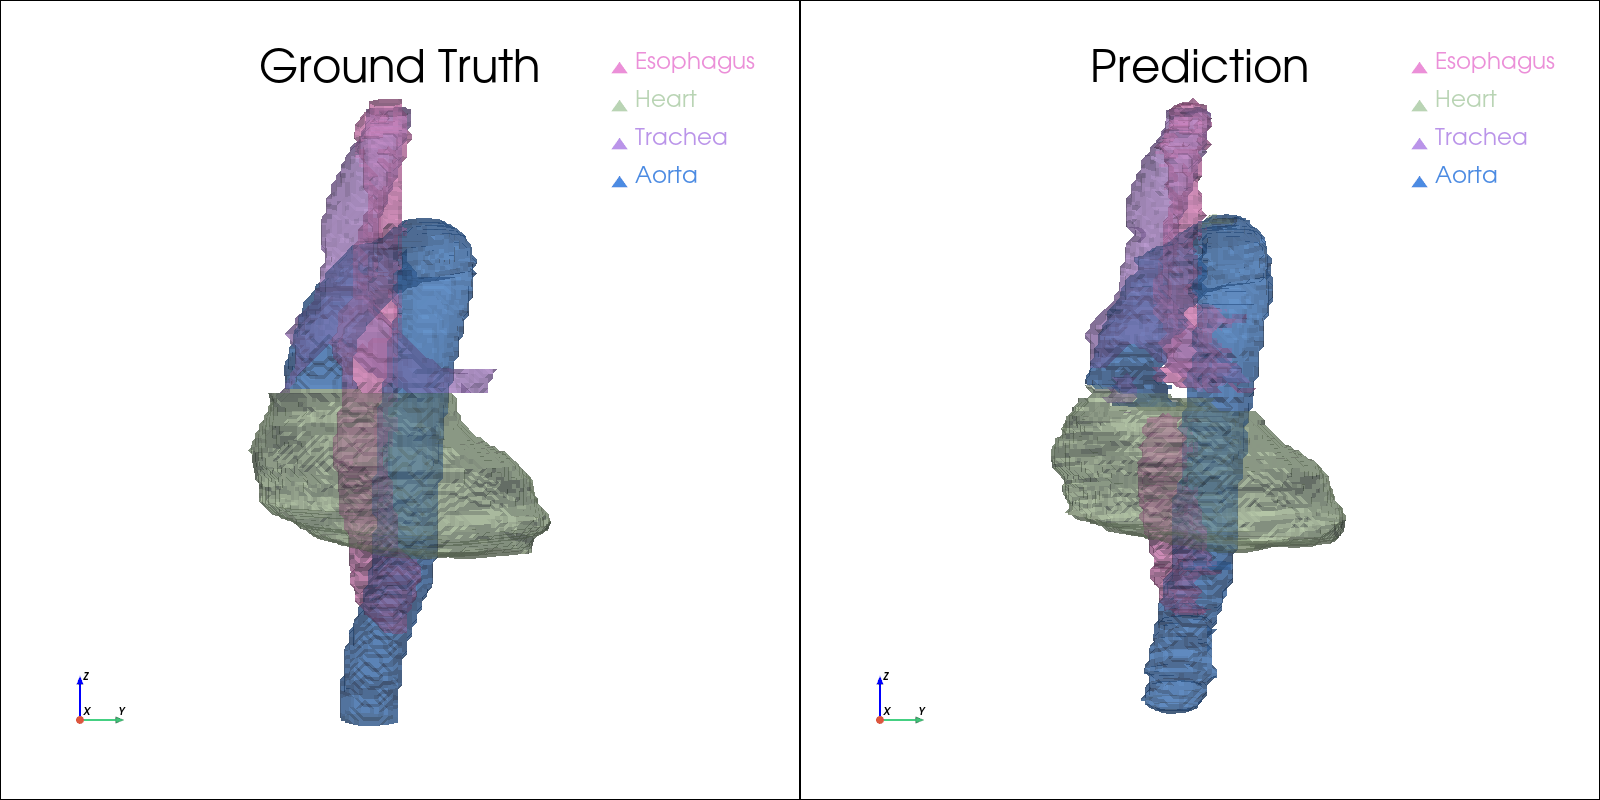 Ground Truth
Esophagus
Heart
Trachea
Aorta
Z
X
Y
Prediction
Esophagus
Heart
Trachea
Aorta
Z
X
Y